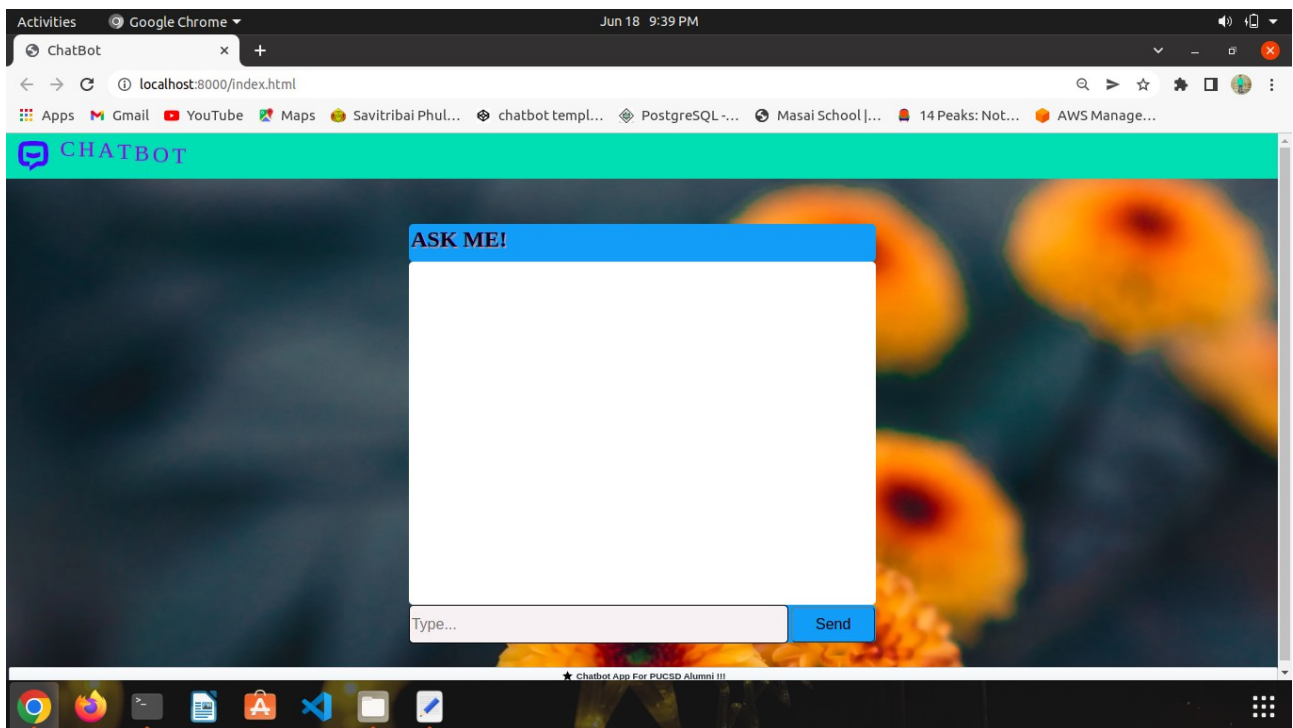 Activities Google Chrome Jun 18 9:39 PM
ChatBot
localhost:8000/index.html
Apps Gmail YouTube Maps Savitribai Phul... chatbot templ... PostgreSQL -... Masai School |... 14 Peaks: Not... AWS Manage...
CHATBOT
ASK ME!
Type... Send
★ Chatbot App For PUCSD Alumni !!!